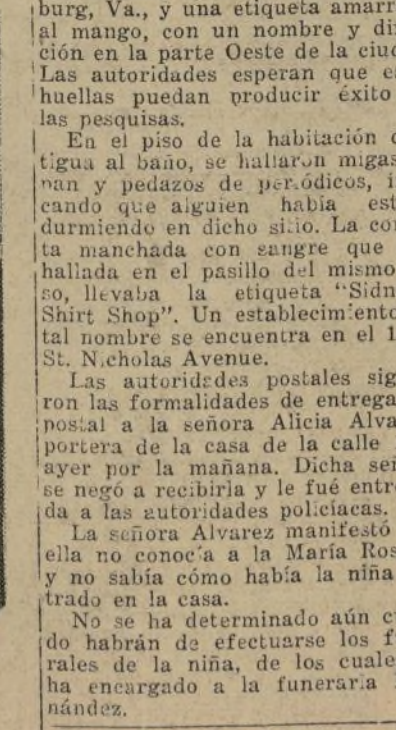 burg, Va., y una etiqueta amarr
al mango, con un nombre y di
ción en la parte Oeste de la ciud
Las autoridades esperan que e
huellas puedan producir éxito
las pesquisas.
En el piso de la habitación c
tigua al baño, se hallaron migas
pan y pedazos de periódicos, i
cando que alguien había est
durmiendo en dicho sitio. La cor
ta manchada con sangre que
hallada en el pasillo del mismo
so, llevaba la etiqueta "Sidn
Shirt Shop". Un establecimiento
tal nombre se encuentra en el 1
St. Nicholas Avenue.
Las autoridades postales sig
ron las formalidades de entrega
postal a la señora Alicia Alva
portera de la casa de la calle
ayer por la mañana. Dicha señ
se negó a recibirla y le fué entre
da a las autoridades policíacas.
La señora Alvarez manifestó
ella no conocía a la María Ros
y no sabía cómo había la niña
trado en la casa.
No se ha determinado aún c
do habrán de efectuarse los f
rales de la niña, de los cuale
ha encargado a la funeraria
nández.